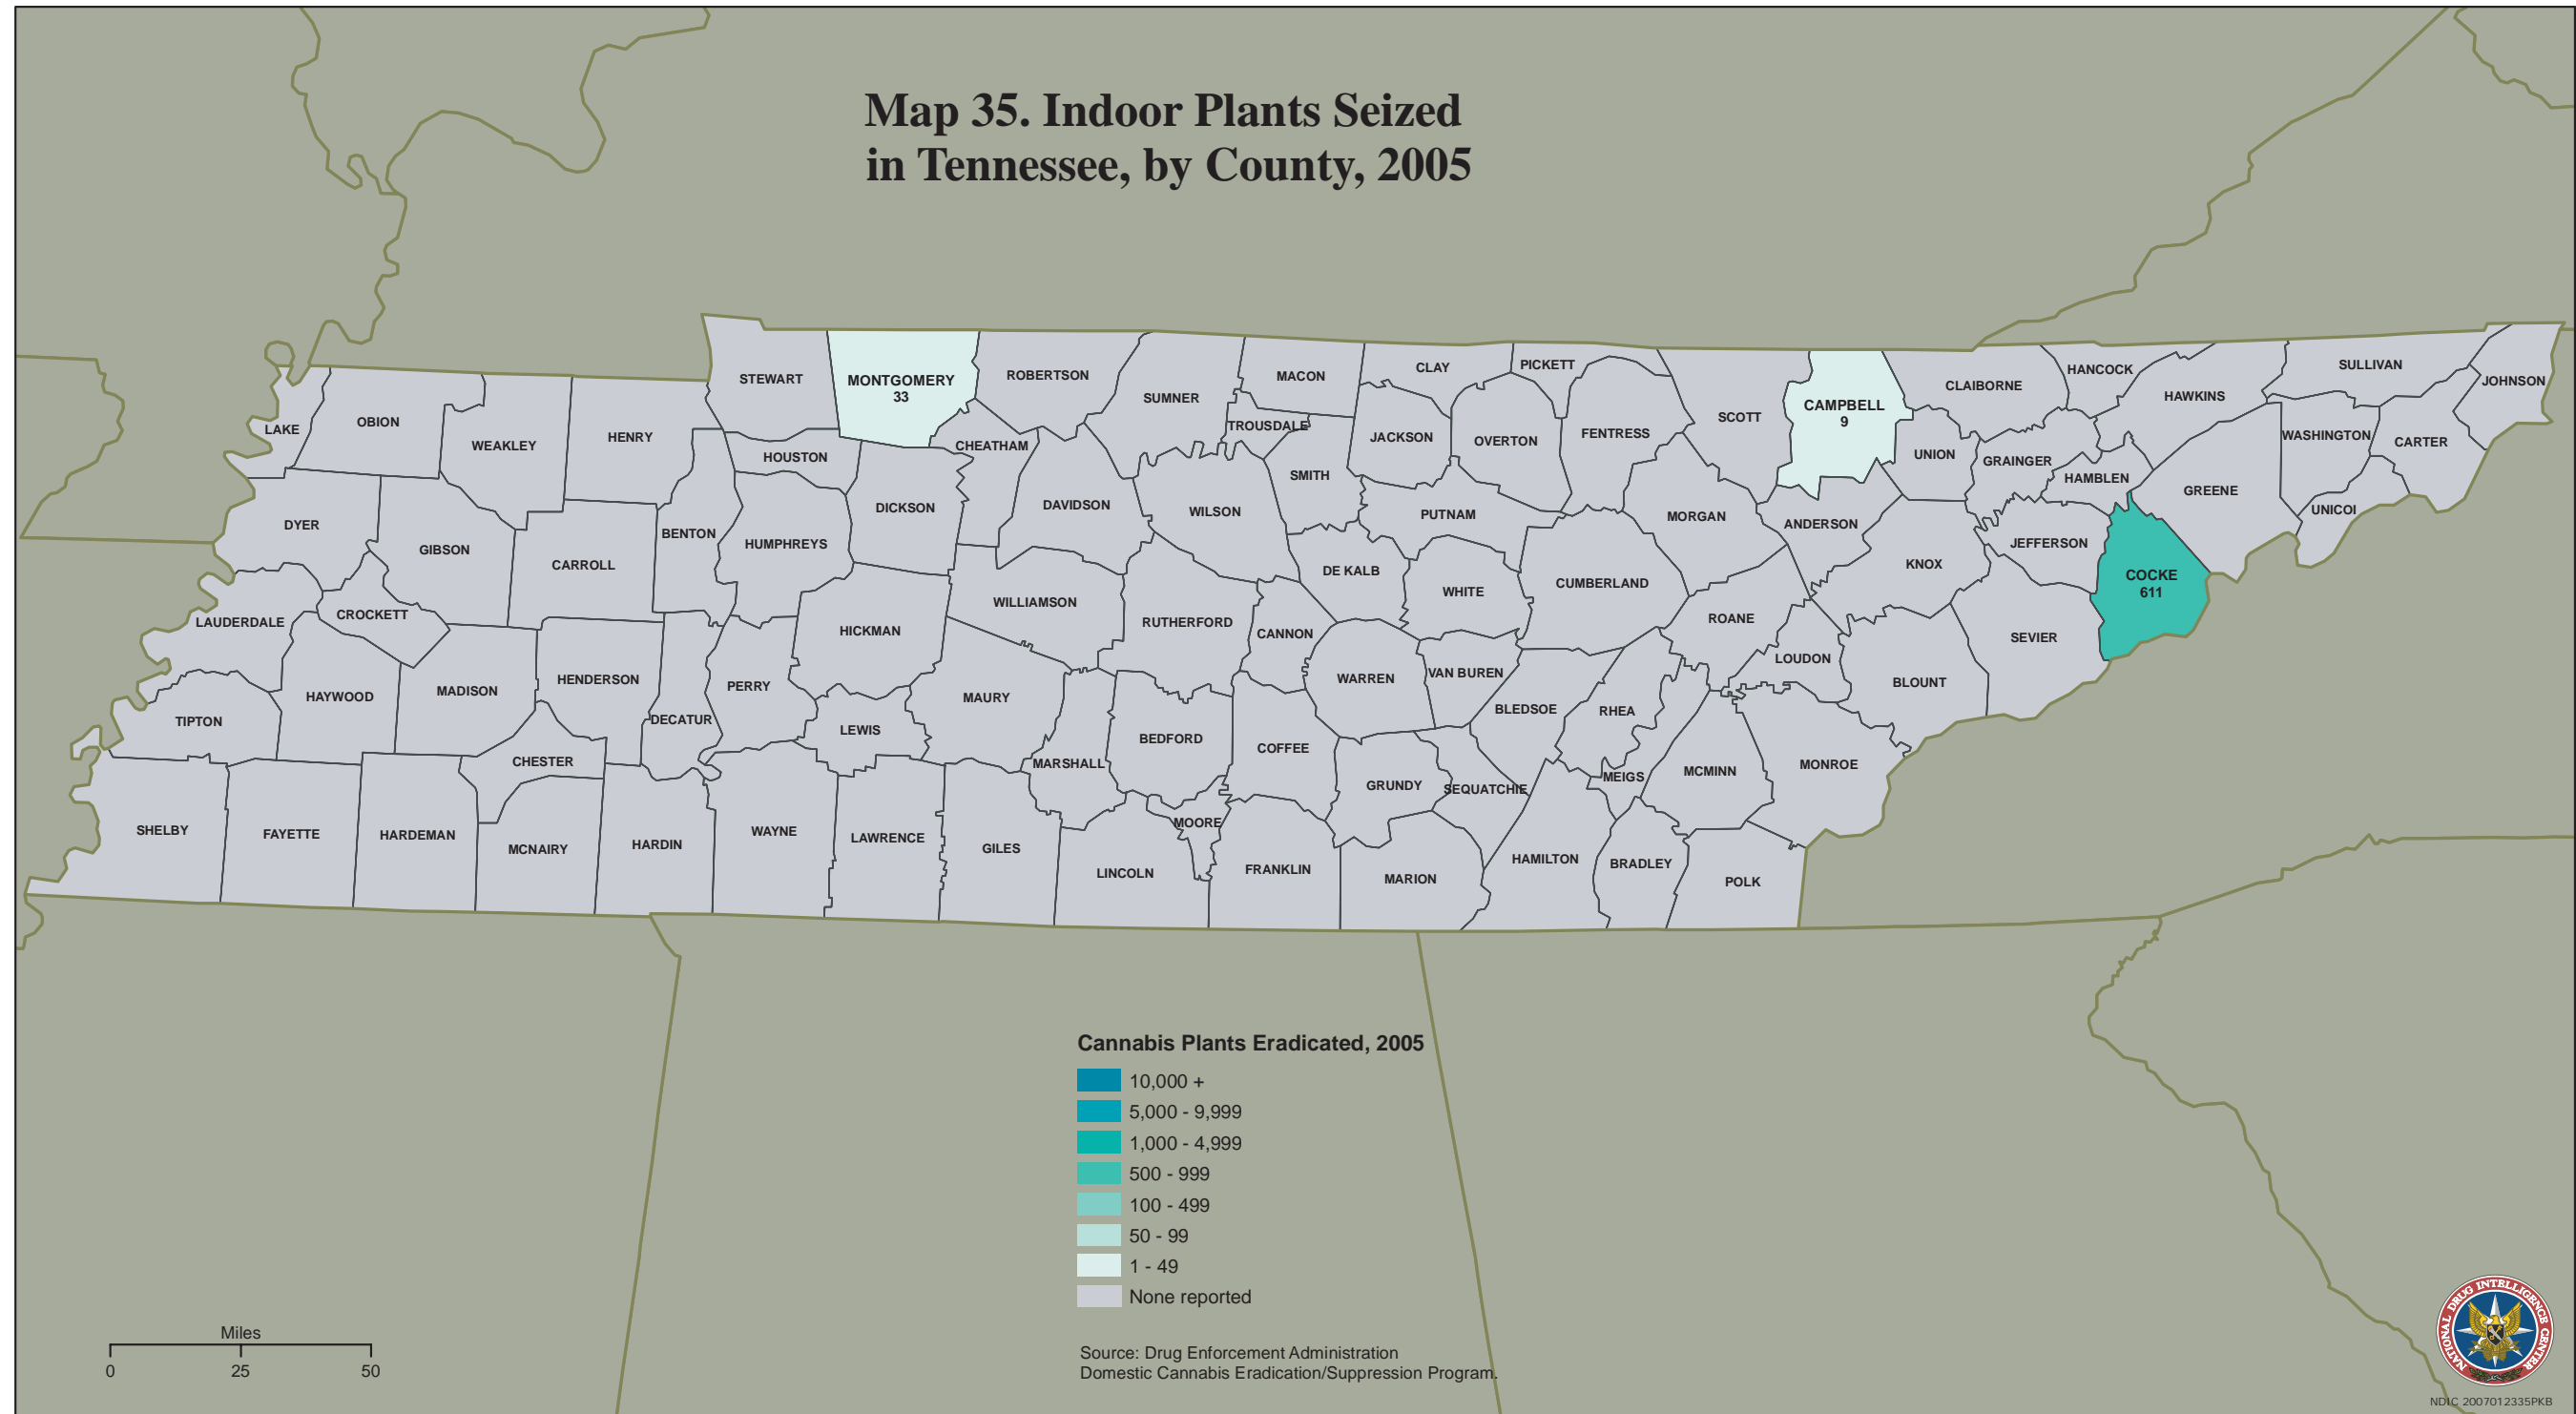 Map 35. Indoor Plants Seized
in Tennessee, by County, 2005
STEWART
MONTGOMERY
33
ROBERTSON
SUMNER
MACON
CLAY
PICKETT
SCOTT
CAMPBELL
9
CLAIBORNE
HANCOCK
HAWKINS
SULLIVAN
JOHNSON
LAKE
OBION
WEAKLEY
HENRY
HOUSTON
CHEATHAM
TROUSDALE
JACKSON
OVERTON
FENTRESS
UNION
GRAINGER
HAMBLEN
GREENE
WASHINGTON
CARTER
UNICOI
DYER
GIBSON
CARROLL
BENTON
HUMPHREYS
DICKSON
DAVIDSON
WILSON
SMITH
PUTNAM
MORGAN
ANDERSON
KNOX
JEFFERSON
COCKE
611
LAUDERDALE
CROCKETT
WILLIAMSON
RUTHERFORD
CANNON
DE KALB
WHITE
CUMBERLAND
ROANE
SEVIER
TIPTON
HAYWOOD
MADISON
HENDERSON
DECATUR
PERRY
HICKMAN
LEWIS
MAURY
MARSHALL
BEDFORD
COFFEE
WARREN
VAN BUREN
BLEDSOE
RHEA
LOUDON
BLOUNT
CHESTER
GRUNDY
SEQUATCHIE
MEIGS
MCMINN
MONROE
SHELBY
FAYETTE
HARDEMAN
MCNAIRY
HARDIN
WAYNE
LAWRENCE
GILES
LINCOLN
MOORE
FRANKLIN
MARION
HAMILTON
BRADLEY
POLK
Cannabis Plants Eradicated, 2005
10,000 +
5,000 - 9,999
1,000 - 4,999
500 - 999
100 - 499
50 - 99
1 - 49
None reported
Miles
0 25 50
Source: Drug Enforcement Administration
Domestic Cannabis Eradication/Suppression Program.
NATIONAL DRUG INTELLIGENCE CENTER
NDIC 2007012335PKB